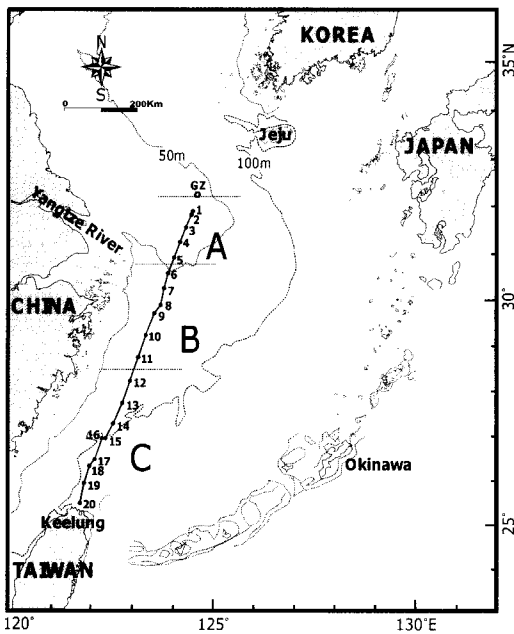 KOREA
35°N
N
S
0 200Km
Jeju
JAPAN
50m
100m
GZ
Yangtze River
1
2
3
4
A
5
6
7
CHINA
8
9
30°
10
B
11
12
13
14
16
15
C
17
18
Okinawa
19
20
Keelung
25°
TAIWAN
120°
125°
130°E